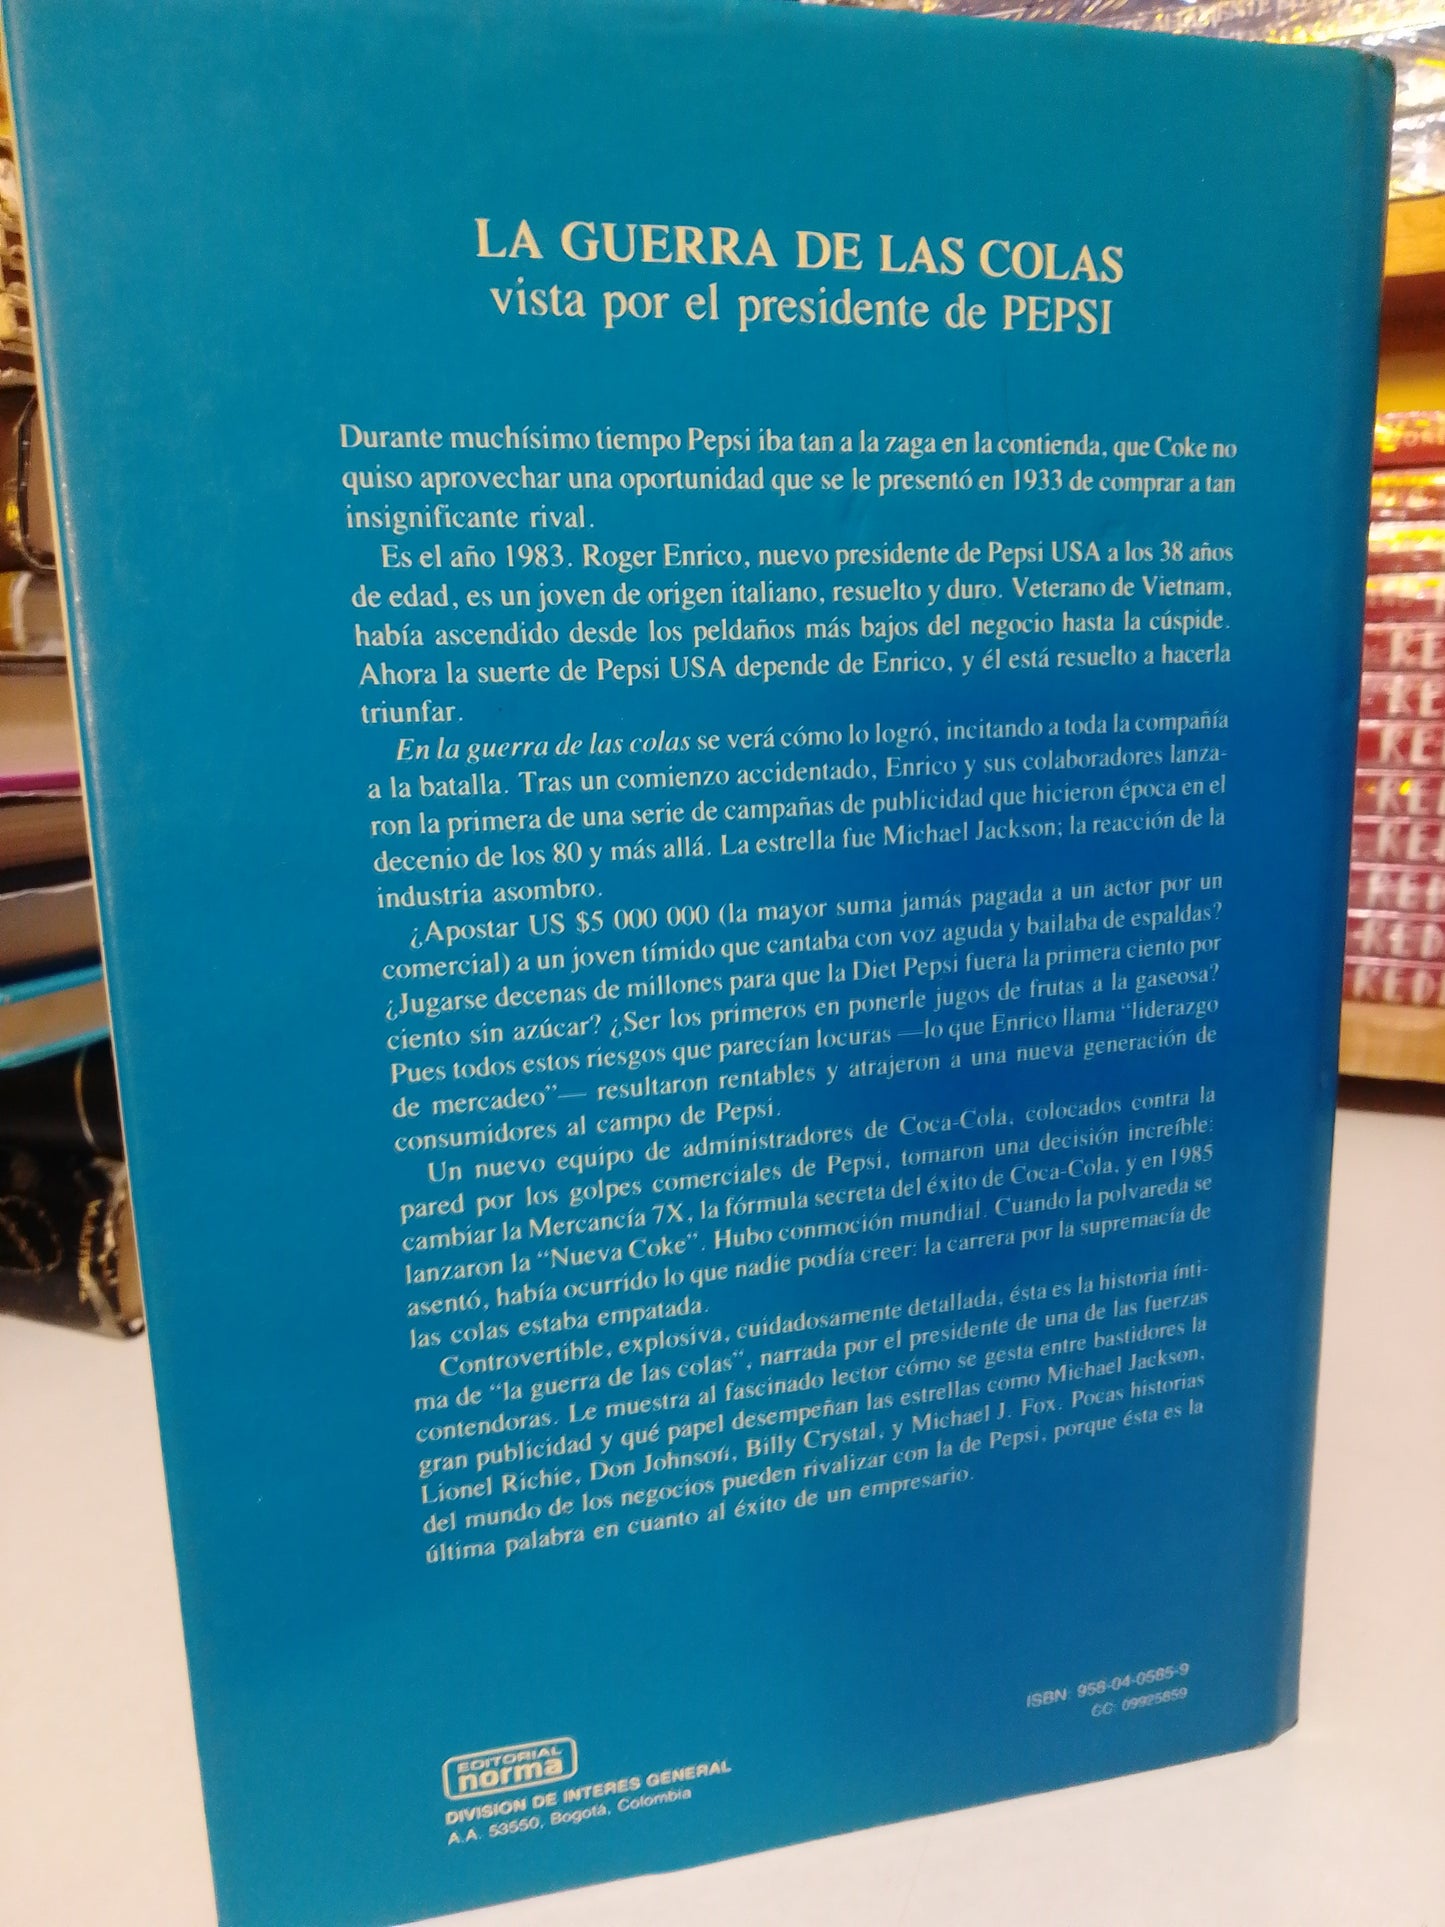 LA GUERRA DE LAS COLAS
vista por el presidente de PEPSI
Durante muchísimo tiempo Pepsi iba tan a la zaga en la contienda, que Coke no
quiso aprovechar una oportunidad que se le presentó en 1933 de comprar a tan
insignificante rival.
Es el año 1983. Roger Enrico, nuevo presidente de Pepsi USA a los 38 años
de edad, es un joven de origen italiano, resuelto y duro. Veterano de Vietnam,
había ascendido desde los peldaños más bajos del negocio hasta la cúspide.
Ahora la suerte de Pepsi USA depende de Enrico, y él está resuelto a hacerla
triunfar.
En la guerra de las colas se verá cómo lo logró, incitando a toda la compañía
a la batalla. Tras un comienzo accidentado, Enrico y sus colaboradores lanza-
ron la primera de una serie de campañas de publicidad que hicieron época en el
decenio de los 80 y más allá. La estrella fue Michael Jackson; la reacción de la
industria asombro.
¿Apostar US $5 000 000 (la mayor suma jamás pagada a un actor por un
comercial) a un joven tímido que cantaba con voz aguda y bailaba de espaldas?
¿Jugarse decenas de millones para que la Diet Pepsi fuera la primera ciento por
ciento sin azúcar? ¿Ser los primeros en ponerle jugos de frutas a la gaseosa?
Pues todos estos riesgos que parecían locuras —lo que Enrico llama “liderazgo
de mercadeo”— resultaron rentables y atrajeron a una nueva generación de
consumidores al campo de Pepsi.
Un nuevo equipo de administradores de Coca-Cola, colocados contra la
pared por los golpes comerciales de Pepsi, tomaron una decisión increíble:
cambiar la Mercancía 7X, la fórmula secreta del éxito de Coca-Cola, y en 1985
lanzaron la “Nueva Coke”. Hubo conmoción mundial. Cuando la polvareda se
asentó, había ocurrido lo que nadie podía creer: la carrera por la supremacía de
las colas estaba empatada.
Controvertible, explosiva, cuidadosamente detallada, ésta es la historia ínti-
ma de “la guerra de las colas”, narrada por el presidente de una de las fuerzas
contendoras. Le muestra al fascinado lector cómo se gesta entre bastidores la
gran publicidad y qué papel desempeñan las estrellas como Michael Jackson,
Lionel Richie, Don Johnson, Billy Crystal, y Michael J. Fox. Pocas historias
del mundo de los negocios pueden rivalizar con la de Pepsi, porque ésta es la
última palabra en cuanto al éxito de un empresario.
ISBN: 958-04-0585-9
CC: 09925859
EDITORIAL
norma
DIVISION DE INTERES GENERAL
A.A. 53550, Bogotá, Colombia